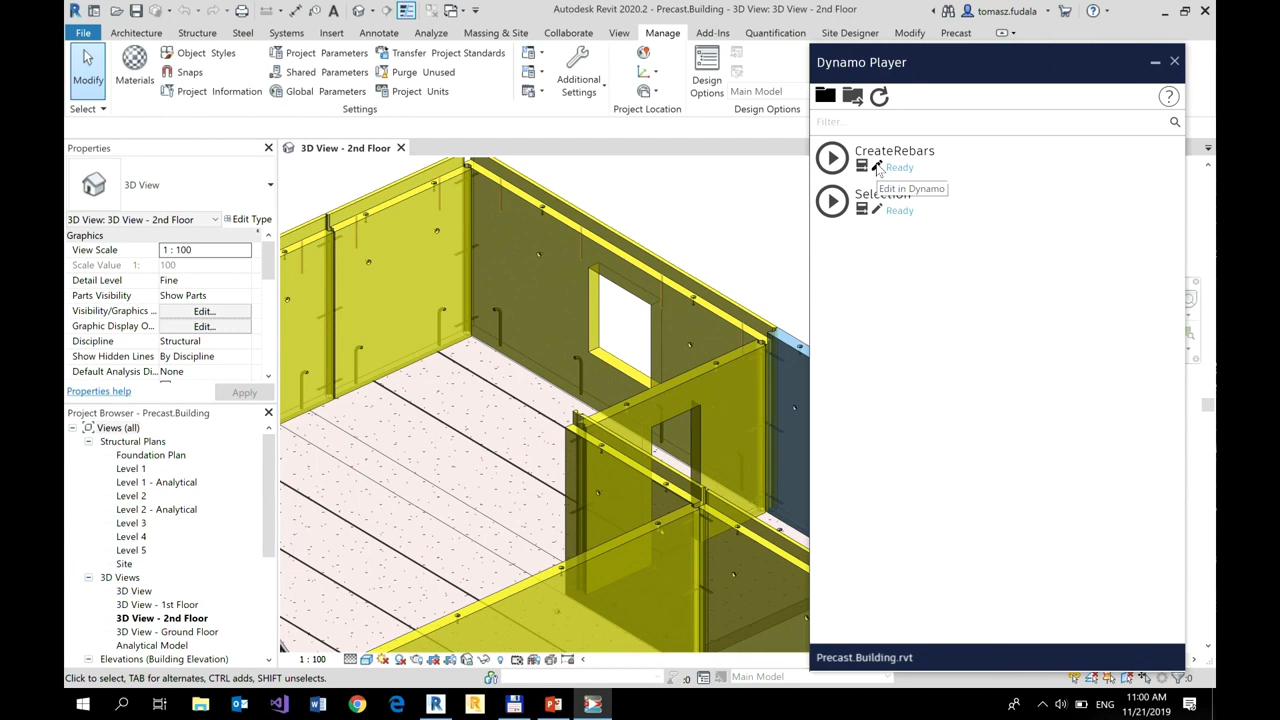 Autodesk Revit 2020.2 - Precast.Building - 3D View: 3D View - 2nd Floor
tomasz.fudala
File
Architecture
Structure
Steel
Systems
Insert
Annotate
Analyze
Massing & Site
Collaborate
View
Manage
Add-Ins
Quantification
Site Designer
Modify
Precast
Modify
Materials
Object Styles
Snaps
Project Information
Project Parameters
Shared Parameters
Global Parameters
Transfer Project Standards
Purge Unused
Project Units
Additional
Settings
Design
Options
Main Model
Select
Settings
Project Location
Design Options
Dynamo Player
Filter...
CreateRebars
Ready
Edit in Dynamo
Ready
Precast.Building.rvt
Properties
3D View
3D View: 3D View - 2nd Floor
Edit Type
Graphics
View Scale 1 : 100
Scale Value 1: 100
Detail Level Fine
Parts Visibility Show Parts
Visibility/Graphics ... Edit...
Graphic Display O... Edit...
Discipline Structural
Show Hidden Lines By Discipline
Default Analysis Di... None
Properties help
Apply
Project Browser - Precast.Building
Views (all)
Structural Plans
Foundation Plan
Level 1
Level 1 - Analytical
Level 2
Level 2 - Analytical
Level 3
Level 4
Level 5
Site
3D Views
3D View
3D View - 1st Floor
3D View - 2nd Floor
3D View - Ground Floor
Analytical Model
Elevations (Building Elevation)
3D View - 2nd Floor
1 : 100
Click to select, TAB for alternates, CTRL adds, SHIFT unselects.
:0
Main Model
:0
ENG
11:00 AM
11/21/2019